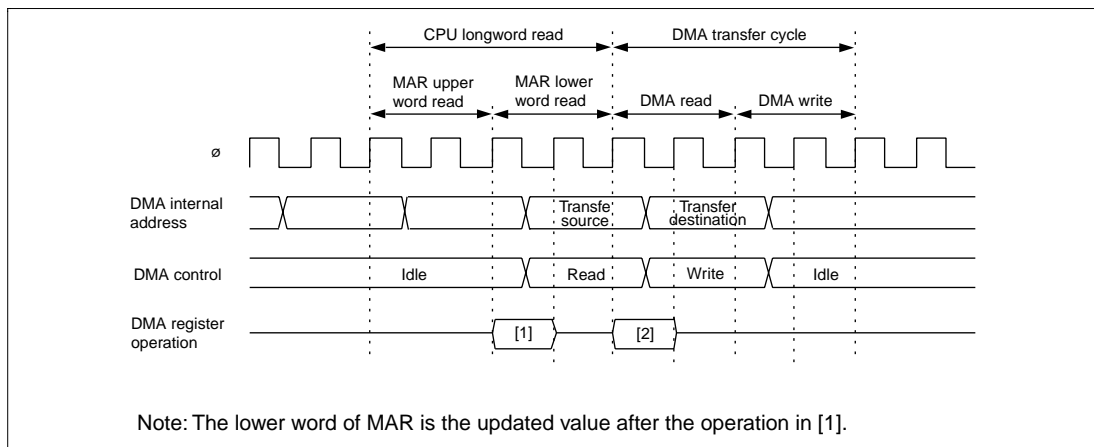 CPU longword read
DMA transfer cycle
MAR upper
word read
MAR lower
word read
DMA read
DMA write
ø
DMA internal
address
Transfe
source
Transfer
destination
DMA control
Idle
Read
Write
Idle
DMA register
operation
[1]
[2]
Note: The lower word of MAR is the updated value after the operation in [1].